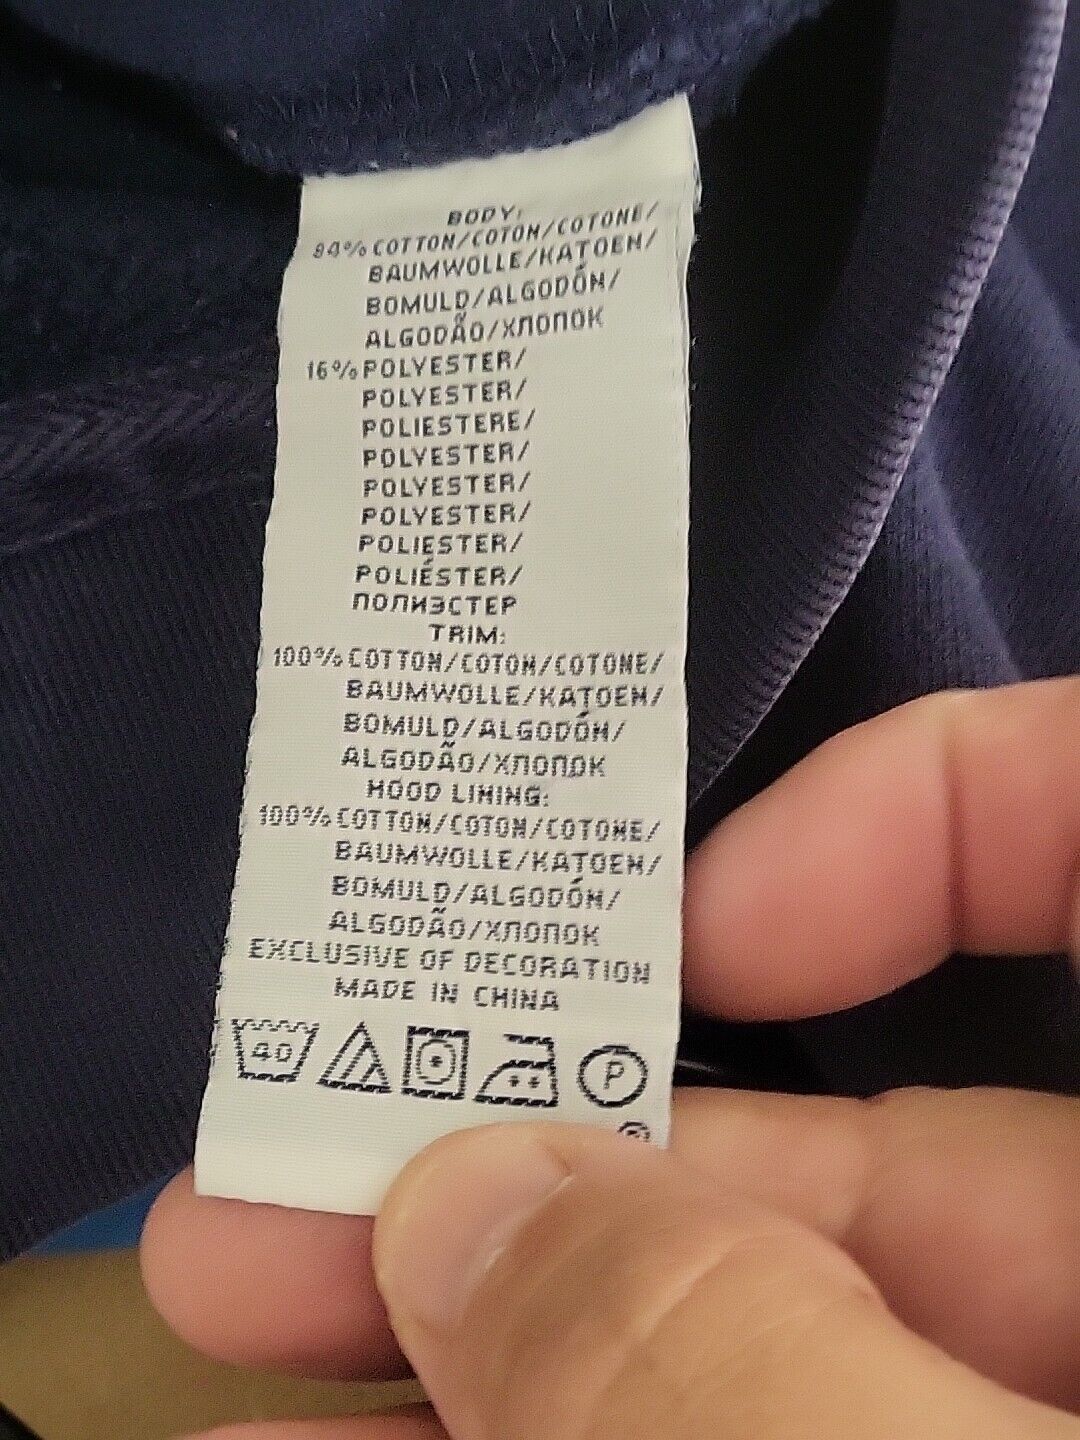 BODY:
84% COTTON/COTON/COTONE/
BAUMWOLLE/KATOEN/
BOMULD/ALGODÓN/
ALGODÃO/ХЛОПОК
16% POLYESTER/
POLYESTER/
POLIESTERE/
POLYESTER/
POLYESTER/
POLYESTER/
POLIESTER/
POLIÉSTER/
ПОЛИЭСТЕР
TRIM:
100% COTTON/COTON/COTONE/
BAUMWOLLE/KATOEN/
BOMULD/ALGODÓN/
ALGODÃO/ХЛОПОК
HOOD LINING:
100% COTTON/COTON/COTONE/
BAUMWOLLE/KATOEN/
BOMULD/ALGODÓN/
ALGODÃO/ХЛОПОК
EXCLUSIVE OF DECORATION
MADE IN CHINA
40 P